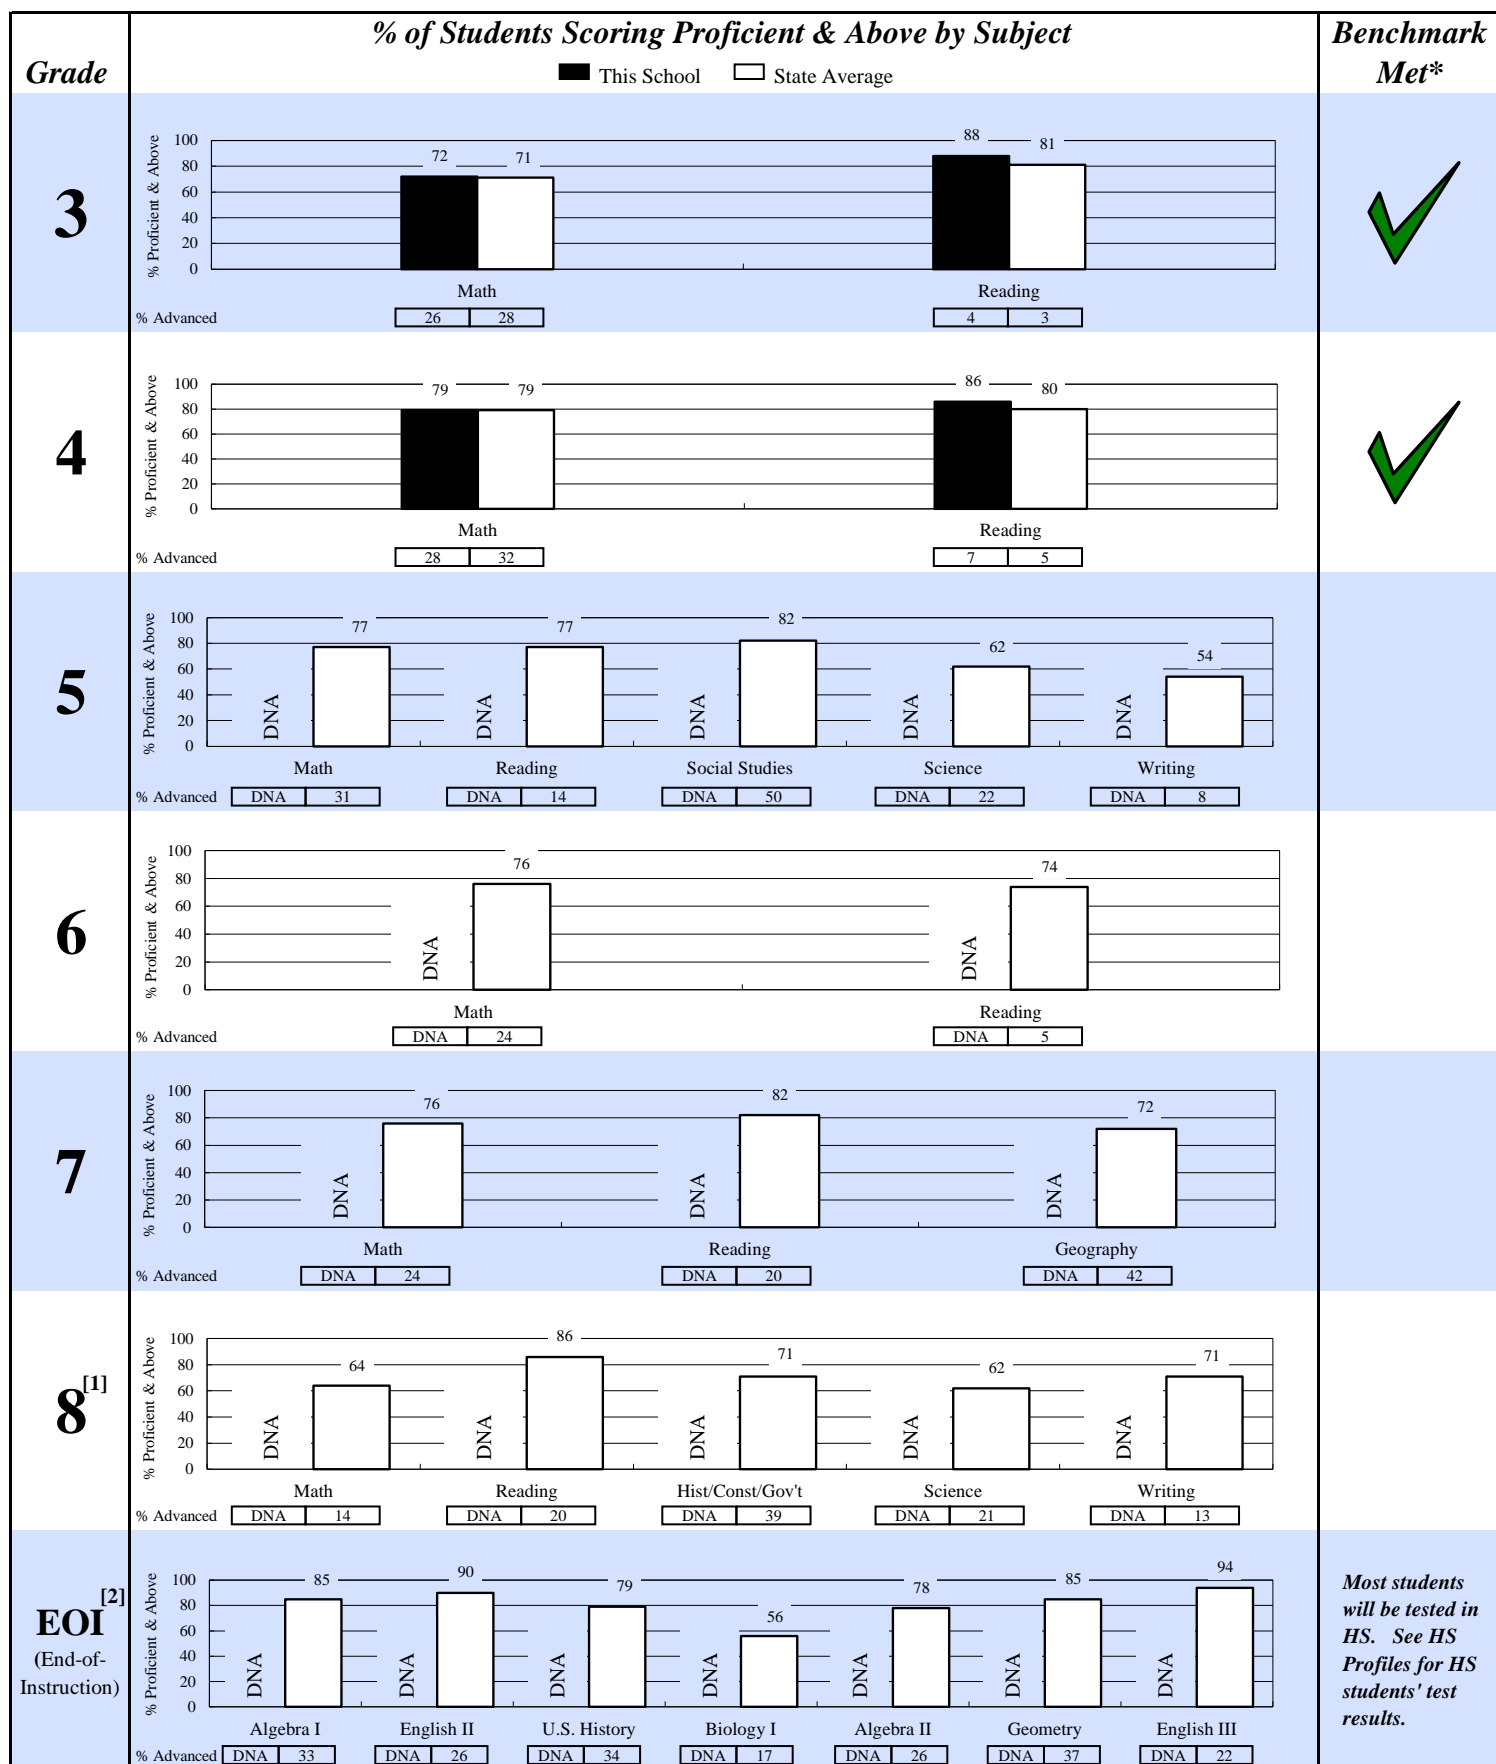 Grade
% of Students Scoring Proficient & Above by Subject
This School State Average
Benchmark
Met*
3
% Proficient & Above
100
80
60
40
20
0
72 71 88 81
Math Reading
% Advanced 26 28 4 3
4
% Proficient & Above
100
80
60
40
20
0
79 79 86 80
Math Reading
% Advanced 28 32 7 5
5
% Proficient & Above
100
80
60
40
20
0
DNA 77 DNA 77 DNA 82 DNA 62 DNA 54
Math Reading Social Studies Science Writing
% Advanced DNA 31 DNA 14 DNA 50 DNA 22 DNA 8
6
% Proficient & Above
100
80
60
40
20
0
DNA 76 DNA 74
Math Reading
% Advanced DNA 24 DNA 5
7
% Proficient & Above
100
80
60
40
20
0
DNA 76 DNA 82 DNA 72
Math Reading Geography
% Advanced DNA 24 DNA 20 DNA 42
8[1]
% Proficient & Above
100
80
60
40
20
0
DNA 64 DNA 86 DNA 71 DNA 62 DNA 71
Math Reading Hist/Const/Gov't Science Writing
% Advanced DNA 14 DNA 20 DNA 39 DNA 21 DNA 13
EOI[2]
(End-of-
Instruction)
% Proficient & Above
100
80
60
40
20
0
DNA 85 DNA 90 DNA 79 DNA 56 DNA 78 DNA 85 DNA 94
Algebra I English II U.S. History Biology I Algebra II Geometry English III
% Advanced DNA 33 DNA 26 DNA 34 DNA 17 DNA 26 DNA 37 DNA 22
Most students
will be tested in
HS. See HS
Profiles for HS
students' test
results.